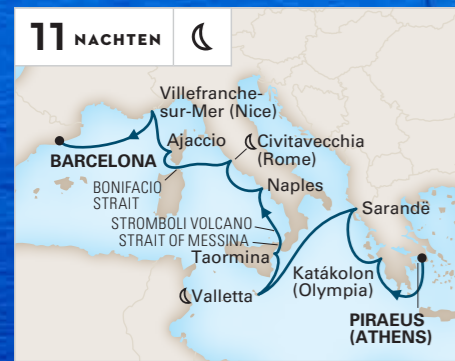 11 NACHTEN
Villefranche-
sur-Mer (Nice)
Ajaccio
Civitavecchia
(Rome)
BARCELONA
BONIFACIO
STRAIT
Naples
Sarandë
STROMBOLI VOLCANO
STRAIT OF MESSINA
Taormina
Katákolon
(Olympia)
Valletta
PIRAEUS
(ATHENS)